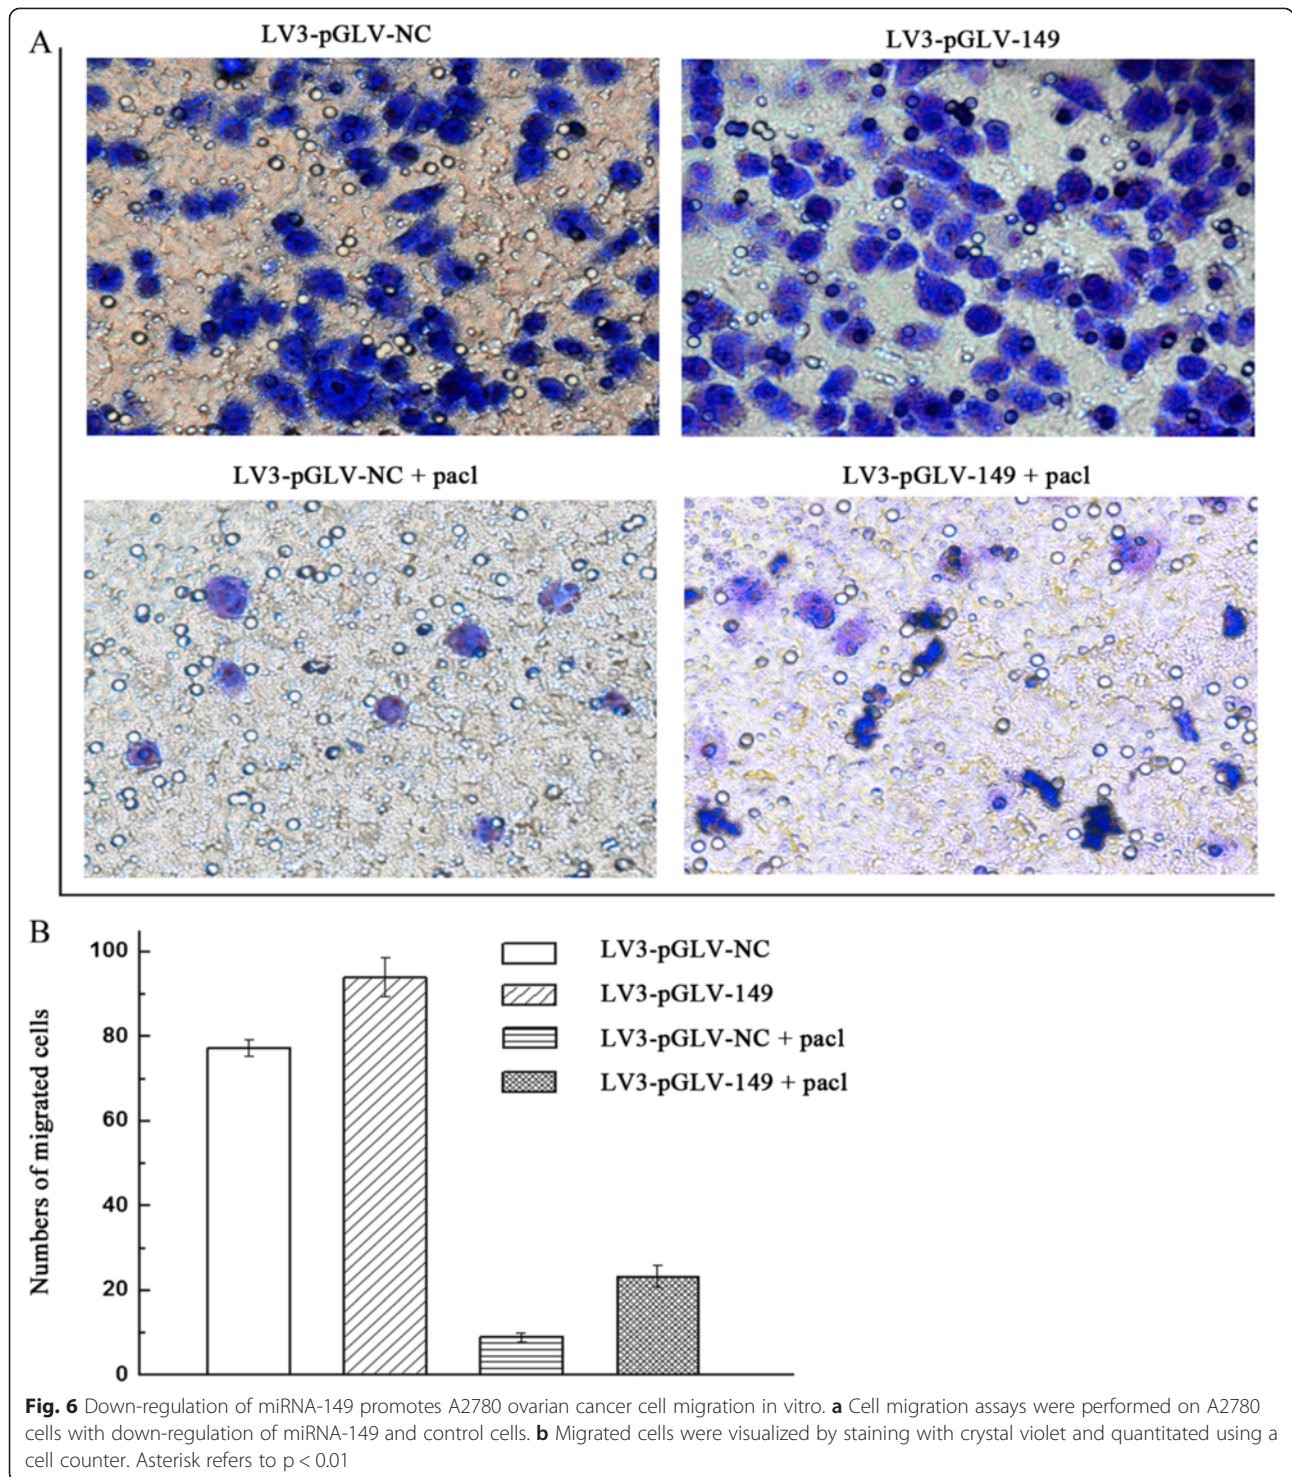 A
LV3-pGLV-NC
LV3-pGLV-149
LV3-pGLV-NC + pacl
LV3-pGLV-149 + pacl
B
Numbers of migrated cells
100
80
60
40
20
0
LV3-pGLV-NC
LV3-pGLV-149
LV3-pGLV-NC + pacl
LV3-pGLV-149 + pacl
Fig. 6 Down-regulation of miRNA-149 promotes A2780 ovarian cancer cell migration in vitro. a Cell migration assays were performed on A2780
cells with down-regulation of miRNA-149 and control cells. b Migrated cells were visualized by staining with crystal violet and quantitated using a
cell counter. Asterisk refers to p < 0.01